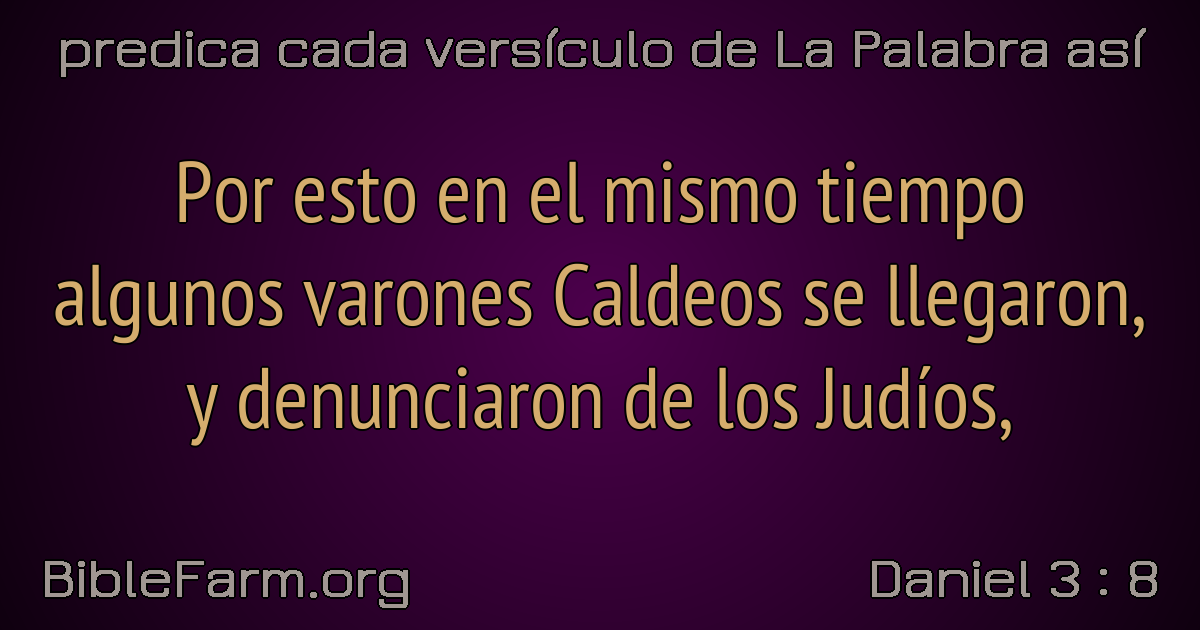 predica cada versículo de La Palabra así
Por esto en el mismo tiempo
algunos varones Caldeos se llegaron,
y denunciaron de los Judíos,
BibleFarm.org
Daniel 3 : 8